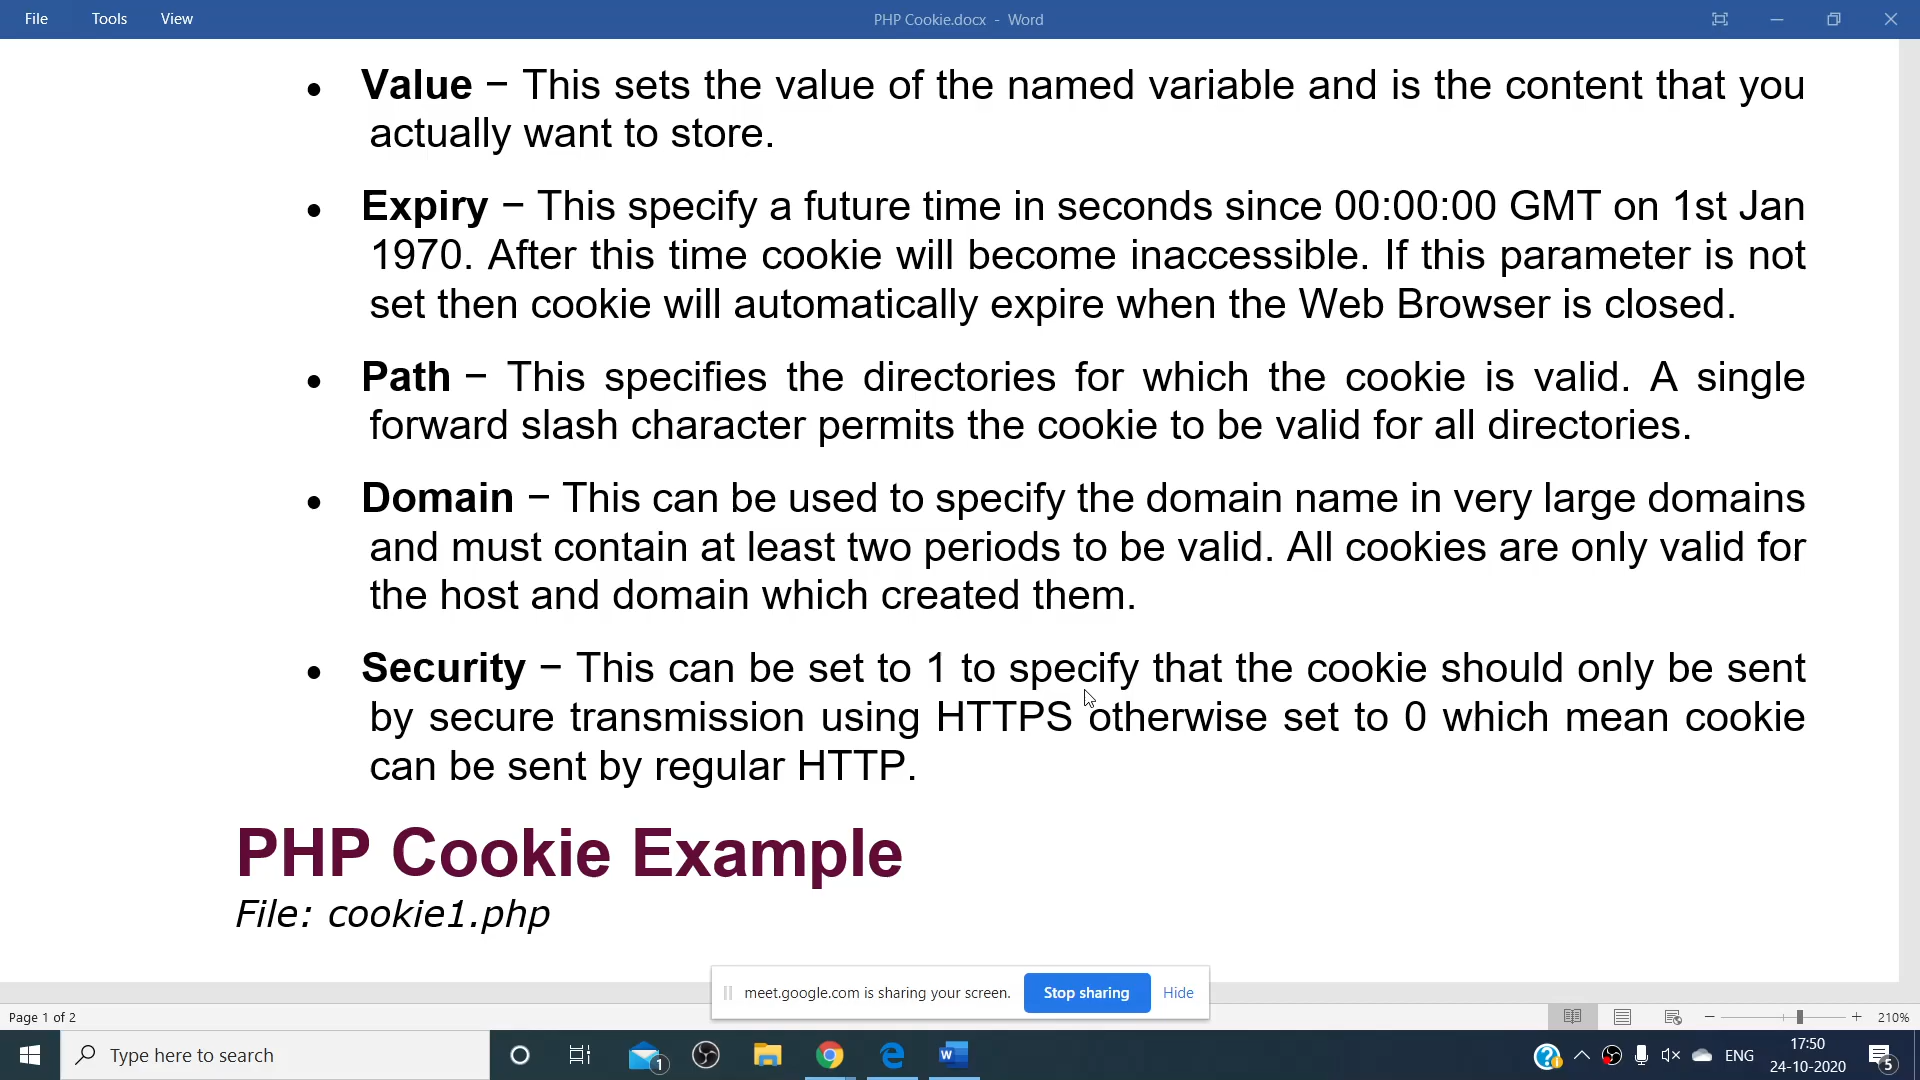 File Tools View PHP Cookie.docx - Word
• Value − This sets the value of the named variable and is the content that you
actually want to store.
• Expiry − This specify a future time in seconds since 00:00:00 GMT on 1st Jan
1970. After this time cookie will become inaccessible. If this parameter is not
set then cookie will automatically expire when the Web Browser is closed.
• Path − This specifies the directories for which the cookie is valid. A single
forward slash character permits the cookie to be valid for all directories.
• Domain − This can be used to specify the domain name in very large domains
and must contain at least two periods to be valid. All cookies are only valid for
the host and domain which created them.
• Security − This can be set to 1 to specify that the cookie should only be sent
by secure transmission using HTTPS otherwise set to 0 which mean cookie
can be sent by regular HTTP.
PHP Cookie Example
File: cookie1.php
meet.google.com is sharing your screen. Stop sharing Hide
Page 1 of 2 210%
Type here to search 1 W ENG 17:50
24-10-2020 5